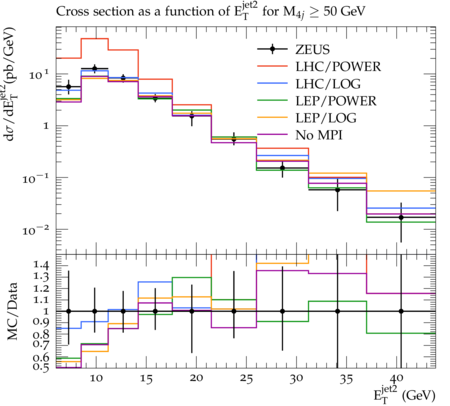 Cross section as a function of E_T^jet2 for M_4j ≥ 50 GeV
dσ/dE_T^jet2(pb/GeV)
10^1
1
10^−1
10^−2
ZEUS
LHC/POWER
LHC/LOG
LEP/POWER
LEP/LOG
No MPI
MC/Data
1.4
1.3
1.2
1.1
1
0.9
0.8
0.7
0.6
0.5
10 15 20 25 30 35 40
E_T^jet2 (GeV)